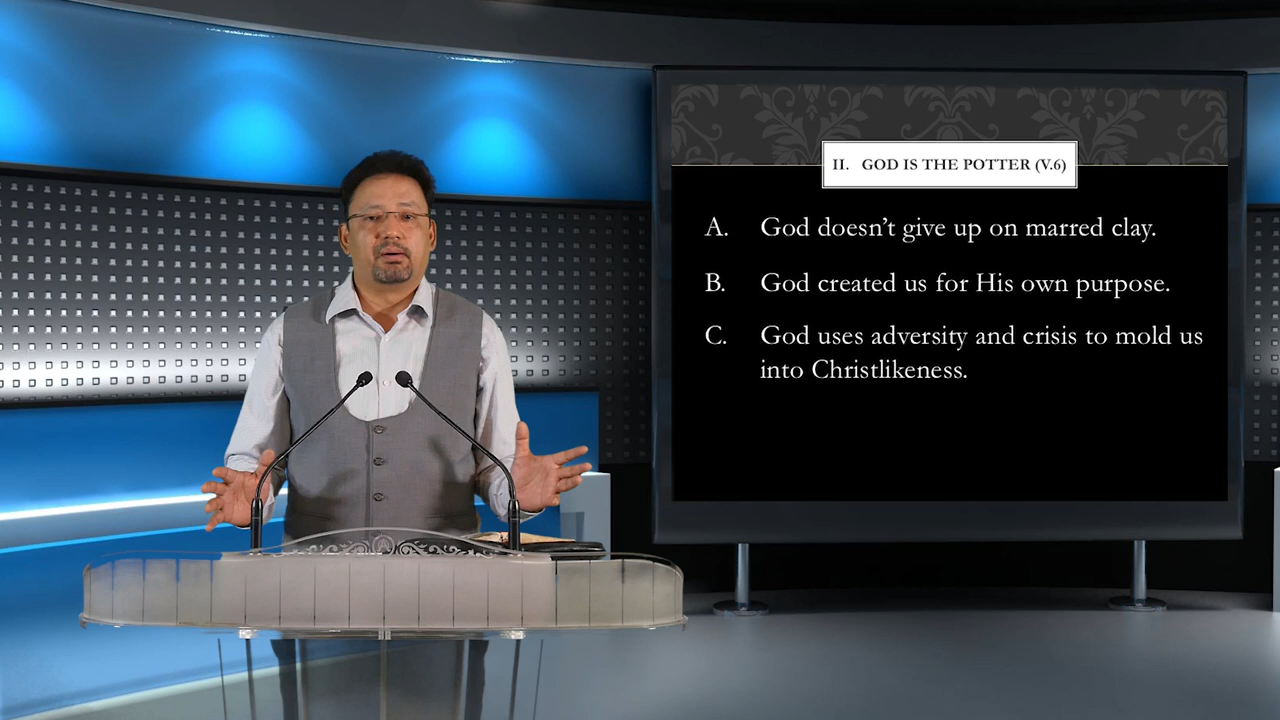 II. GOD IS THE POTTER (V.6)
A. God doesn’t give up on marred clay.
B. God created us for His own purpose.
C. God uses adversity and crisis to mold us
into Christlikeness.